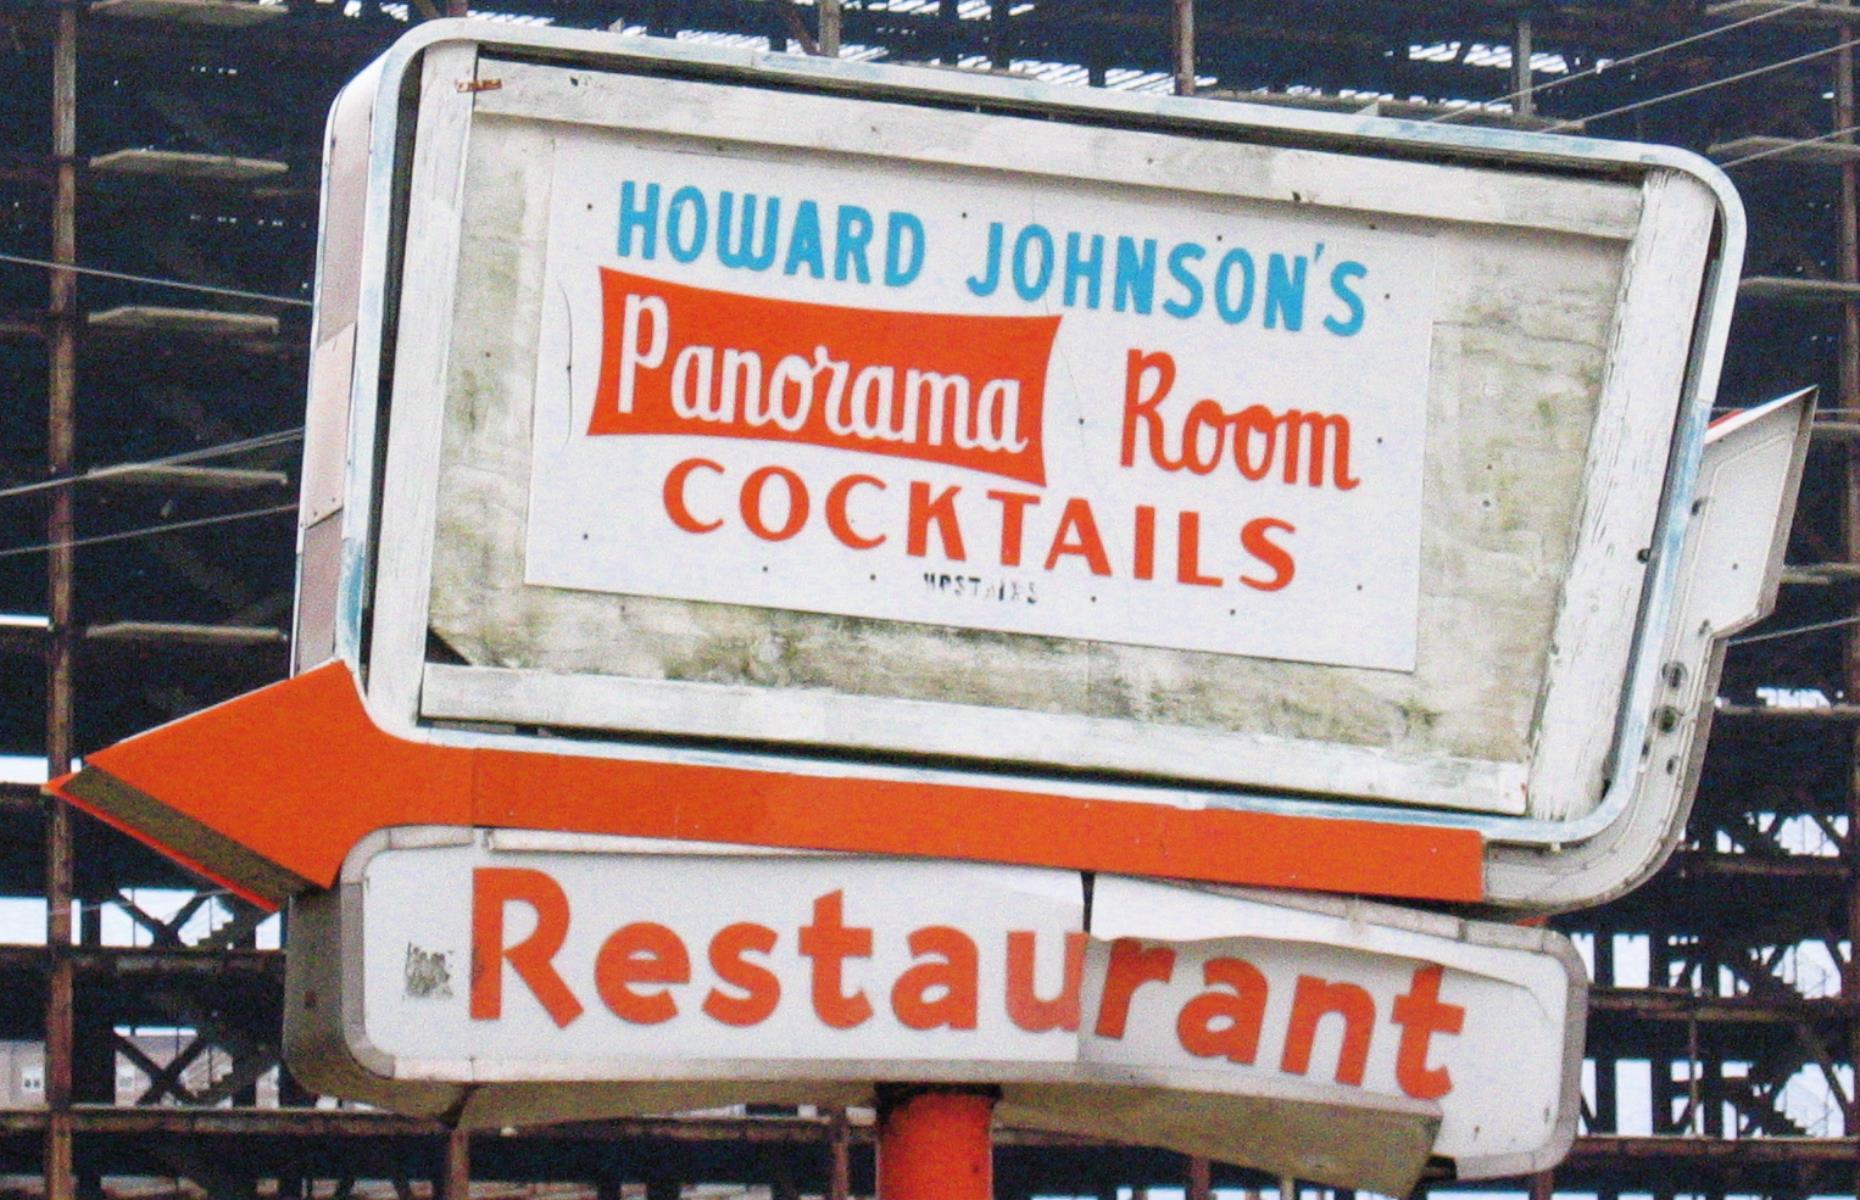 HOWARD JOHNSON'S
Panorama Room
COCKTAILS
UPSTAIRS
Restaurant